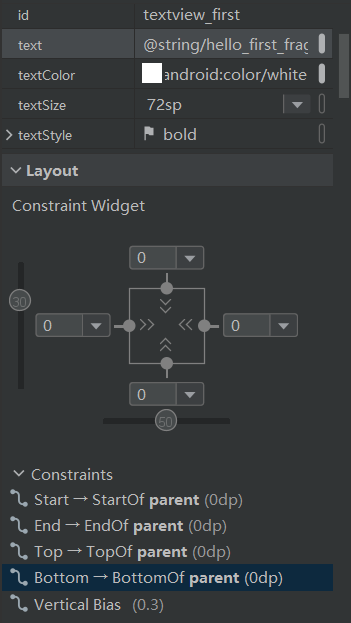 id textview_first
text @string/hello_first_frag
textColor android:color/white
textSize 72sp
textStyle bold
Layout
Constraint Widget
0
30
0 0
0
50
Constraints
Start → StartOf parent (0dp)
End → EndOf parent (0dp)
Top → TopOf parent (0dp)
Bottom → BottomOf parent (0dp)
Vertical Bias (0.3)